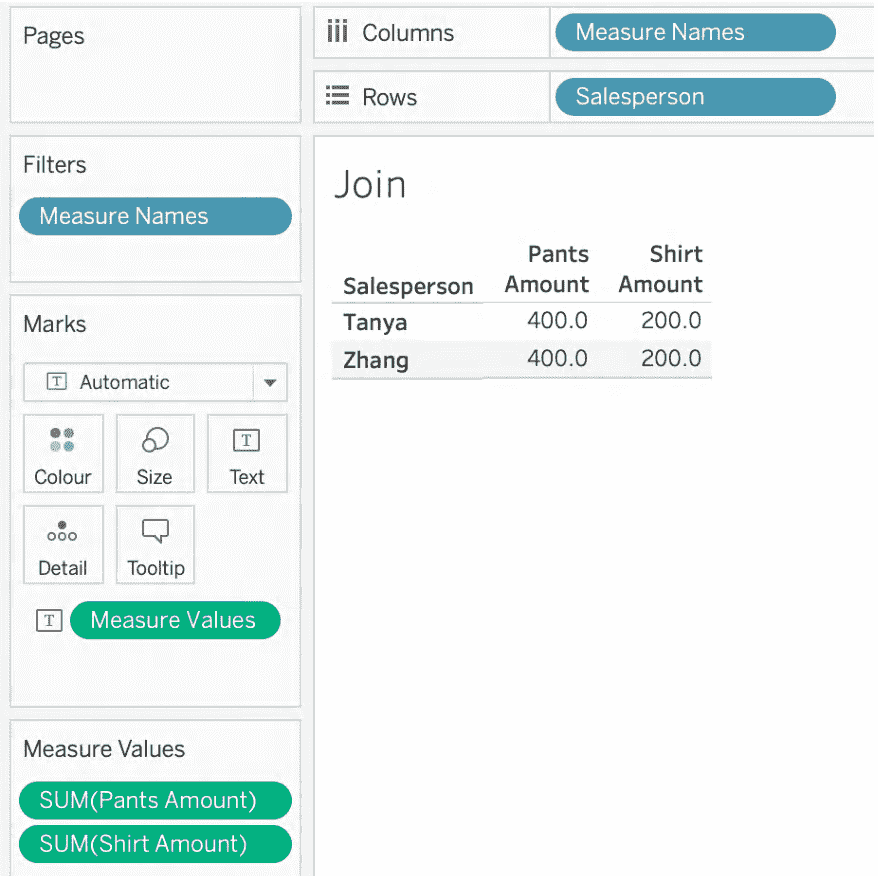 Pages
Columns
Measure Names
Rows
Salesperson
Filters
Measure Names
Marks
T Automatic
Colour
Size
T
Text
Detail
Tooltip
T Measure Values
Measure Values
SUM(Pants Amount)
SUM(Shirt Amount)
Join
Salesperson Pants Amount Shirt Amount
Tanya 400.0 200.0
Zhang 400.0 200.0